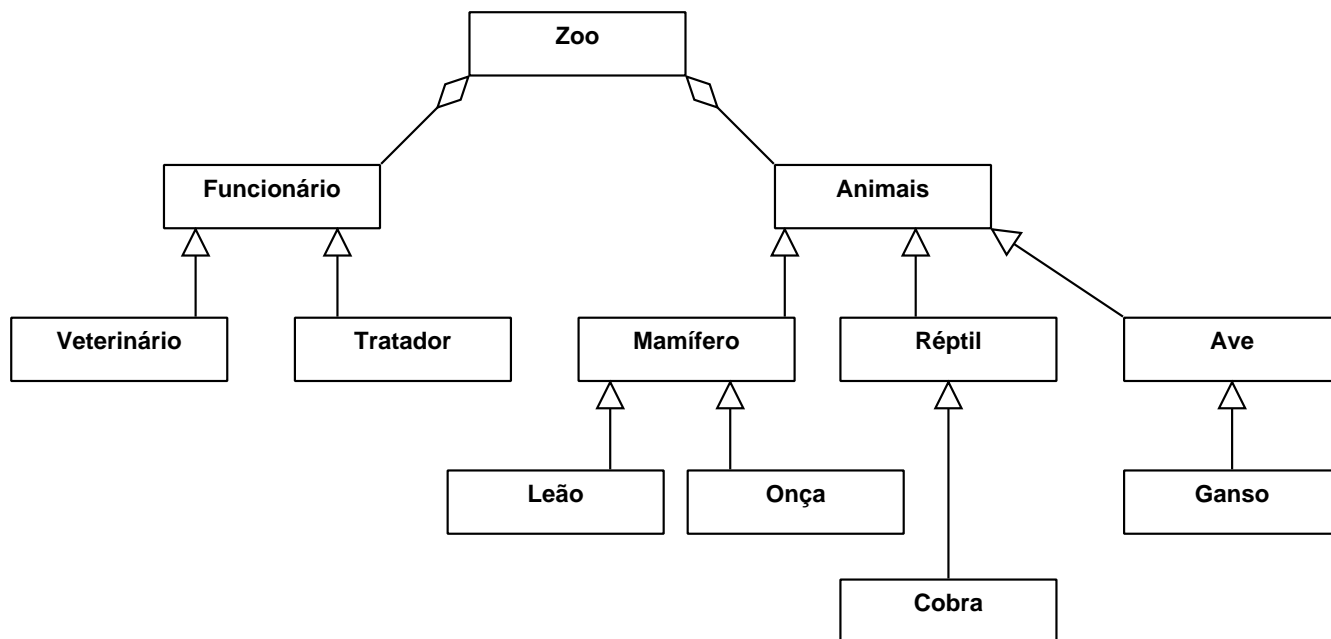 Zoo
Funcionário
Animais
Veterinário
Tratador
Mamífero
Réptil
Ave
Leão
Onça
Ganso
Cobra